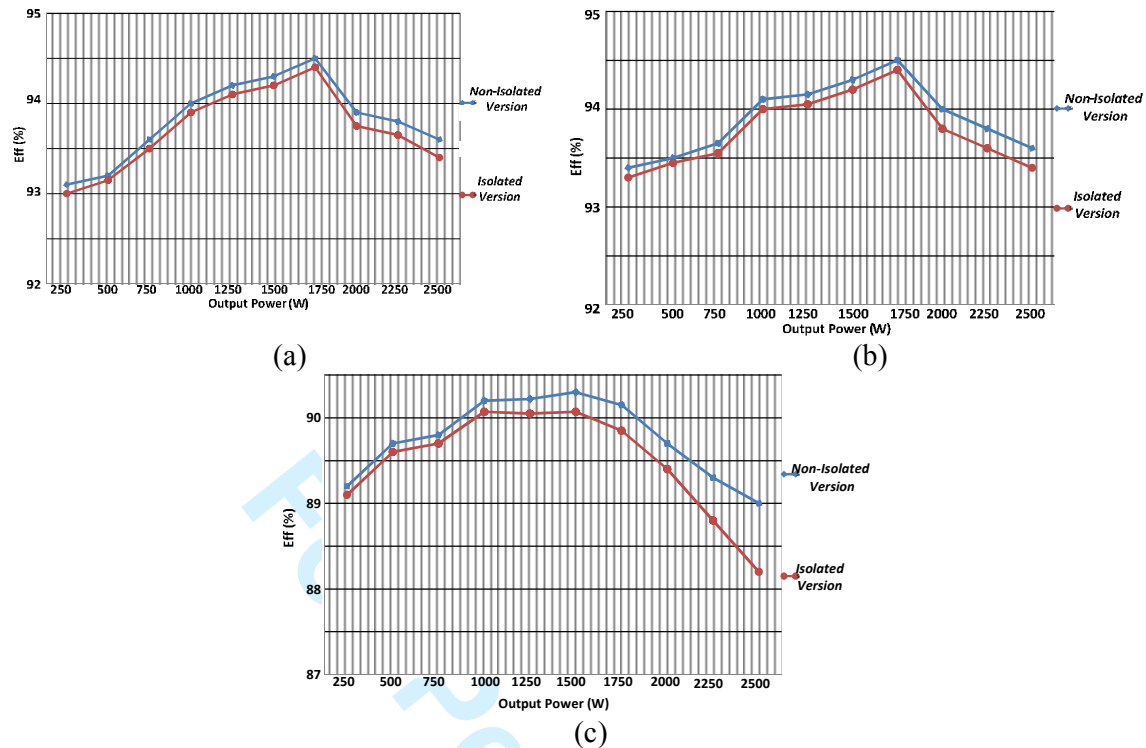 95
94
93
92
Eff (%)
250 500 750 1000 1250 1500 1750 2000 2250 2500
Output Power (W)
Non-Isolated
Version
Isolated
Version
(a)
95
94
93
92
Eff (%)
250 500 750 1000 1250 1500 1750 2000 2250 2500
Output Power (W)
Non-Isolated
Version
Isolated
Version
(b)
90
89
88
87
Eff (%)
250 500 750 1000 1250 1500 1750 2000 2250 2500
Output Power (W)
Non-Isolated
Version
Isolated
Version
(c)